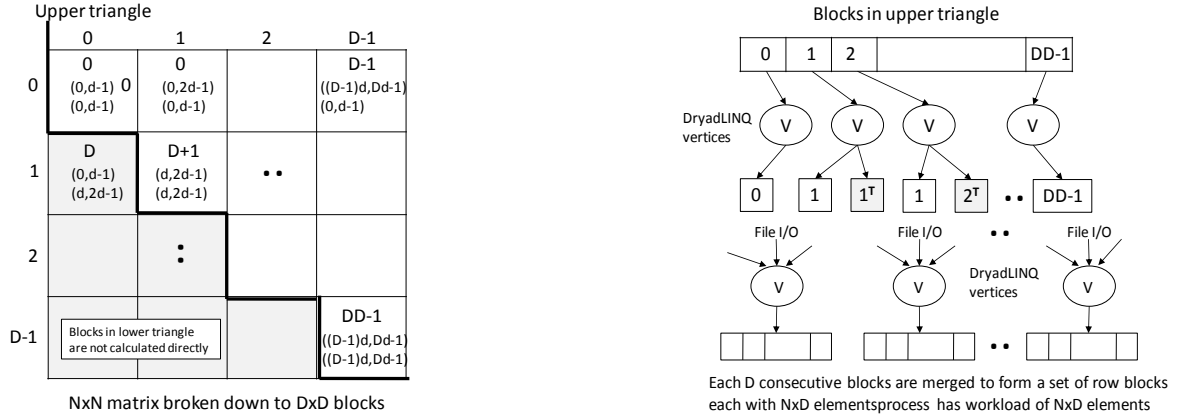 Upper triangle
0 1 2 D-1
0
0
(0,d-1) 0
(0,d-1)
0
(0,2d-1)
(0,d-1)
D-1
((D-1)d,Dd-1)
(0,d-1)
1
D
(0,d-1)
(d,2d-1)
D+1
(d,2d-1)
(d,2d-1)
2
D-1
Blocks in lower triangle
are not calculated directly
DD-1
((D-1)d,Dd-1)
((D-1)d,Dd-1)
NxN matrix broken down to DxD blocks
Blocks in upper triangle
0 1 2 DD-1
DryadLINQ
vertices
V V V V
0 1 1ᵀ 1 2ᵀ DD-1
File I/O File I/O File I/O
V V V
DryadLINQ
vertices
Each D consecutive blocks are merged to form a set of row blocks
each with NxD elementsprocess has workload of NxD elements